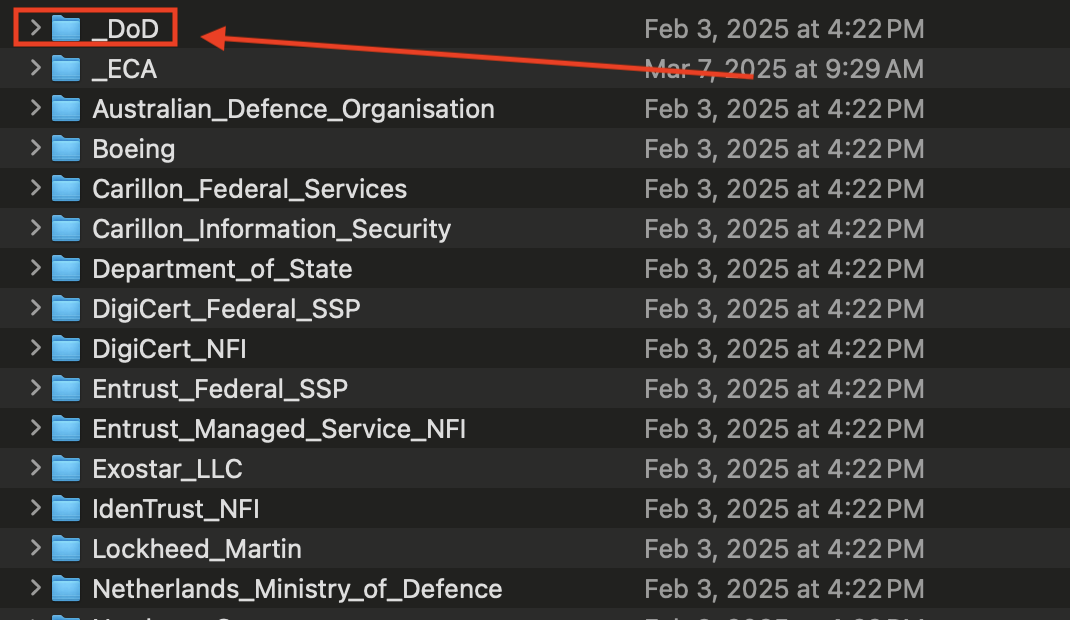 _DoD Feb 3, 2025 at 4:22 PM
_ECA Mar 7, 2025 at 9:29 AM
Australian_Defence_Organisation Feb 3, 2025 at 4:22 PM
Boeing Feb 3, 2025 at 4:22 PM
Carillon_Federal_Services Feb 3, 2025 at 4:22 PM
Carillon_Information_Security Feb 3, 2025 at 4:22 PM
Department_of_State Feb 3, 2025 at 4:22 PM
DigiCert_Federal_SSP Feb 3, 2025 at 4:22 PM
DigiCert_NFI Feb 3, 2025 at 4:22 PM
Entrust_Federal_SSP Feb 3, 2025 at 4:22 PM
Entrust_Managed_Service_NFI Feb 3, 2025 at 4:22 PM
Exostar_LLC Feb 3, 2025 at 4:22 PM
IdenTrust_NFI Feb 3, 2025 at 4:22 PM
Lockheed_Martin Feb 3, 2025 at 4:22 PM
Netherlands_Ministry_of_Defence Feb 3, 2025 at 4:22 PM